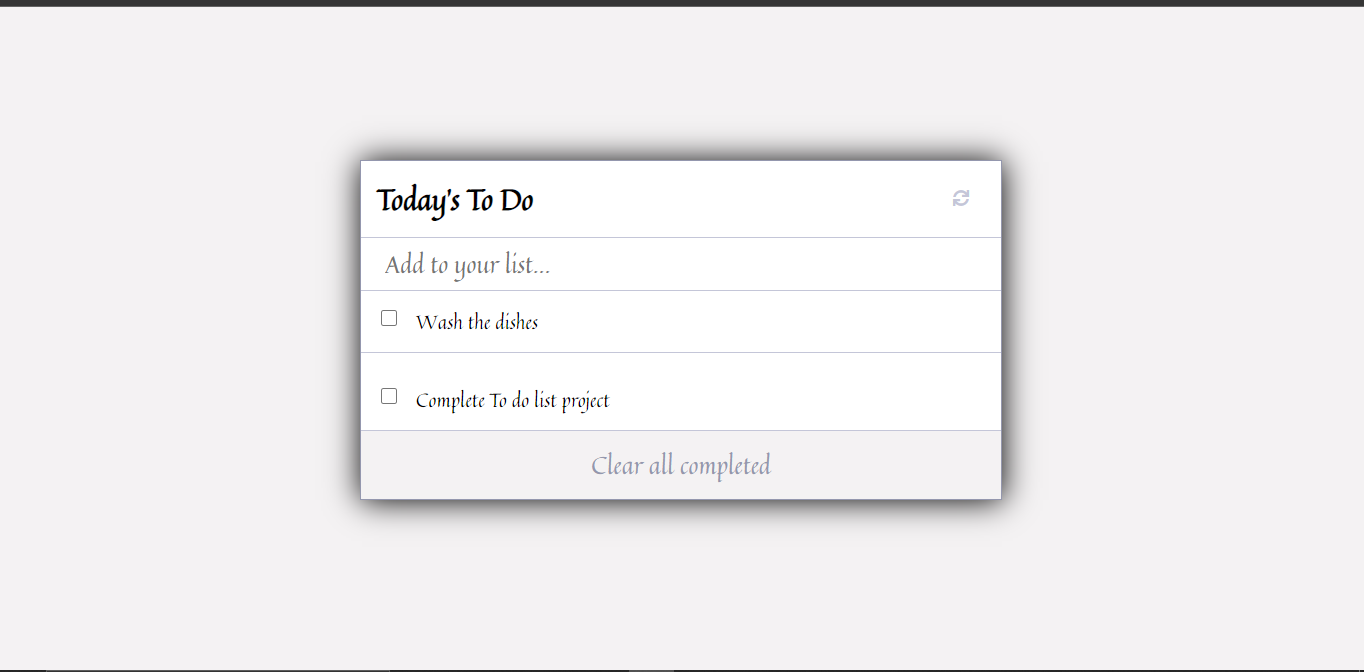 Today's To Do
Add to your list...
Wash the dishes
Complete To do list project
Clear all completed